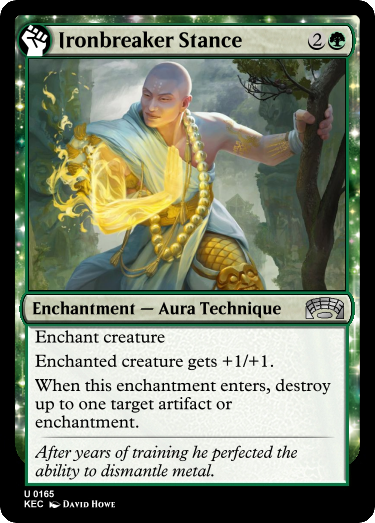 Ironbreaker Stance 2
Enchantment — Aura Technique
Enchant creature
Enchanted creature gets +1/+1.
When this enchantment enters, destroy
up to one target artifact or
enchantment.
After years of training he perfected the
ability to dismantle metal.
U 0165
KEC DAVID HOWE